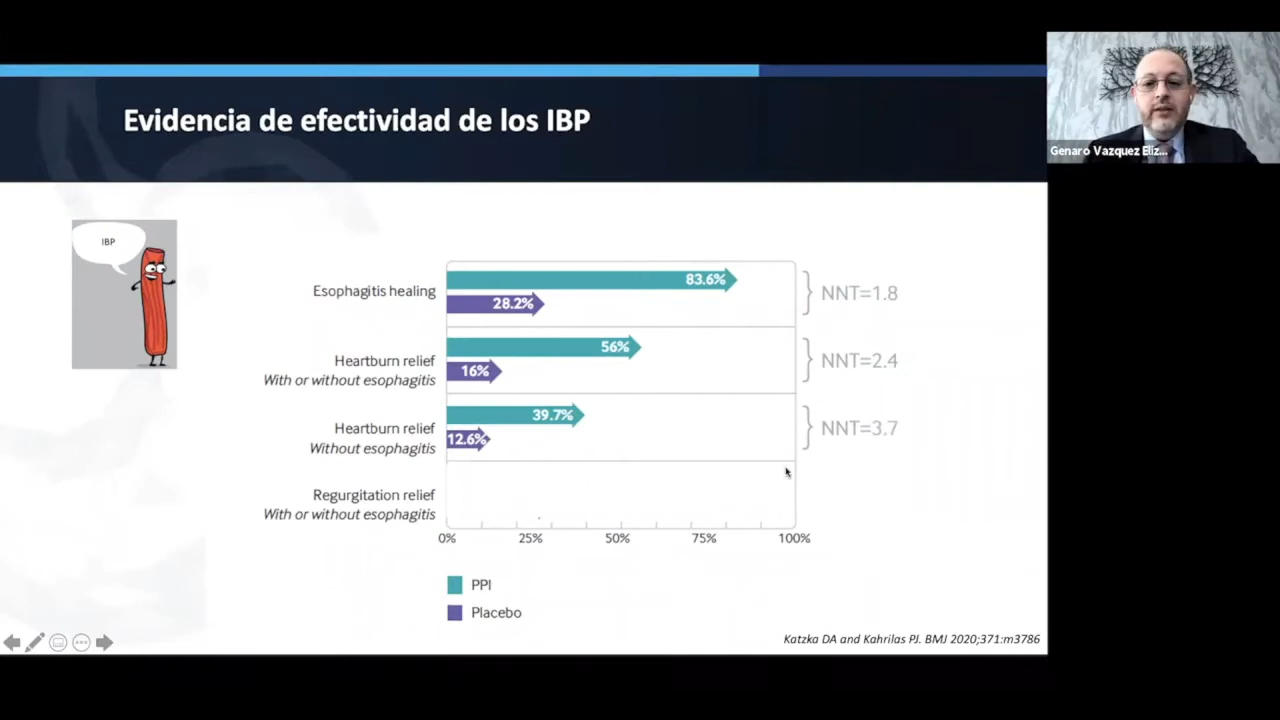 Evidencia de efectividad de los IBP
Genaro Vazquez Eliz...
IBP
Esophagitis healing
83.6%
28.2%
NNT=1.8
Heartburn relief
With or without esophagitis
56%
16%
NNT=2.4
Heartburn relief
Without esophagitis
39.7%
12.6%
NNT=3.7
Regurgitation relief
With or without esophagitis
0% 25% 50% 75% 100%
PPI
Placebo
Katzka DA and Kahrilas PJ. BMJ 2020;371:m3786